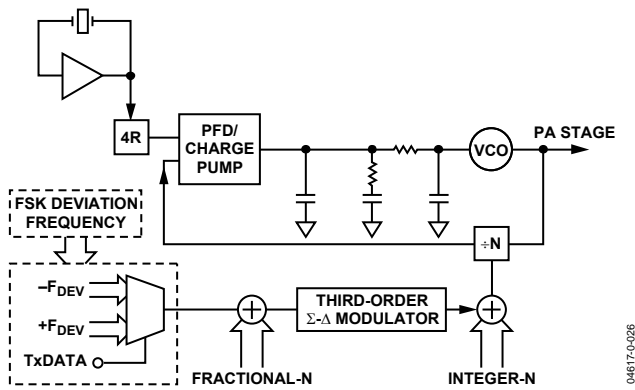 4R
PFD/
CHARGE
PUMP
VCO
PA STAGE
FSK DEVIATION
FREQUENCY
÷N
–FDEV
+FDEV
TxDATA
THIRD-ORDER
Σ-Δ MODULATOR
FRACTIONAL-N
INTEGER-N
04617-0-026